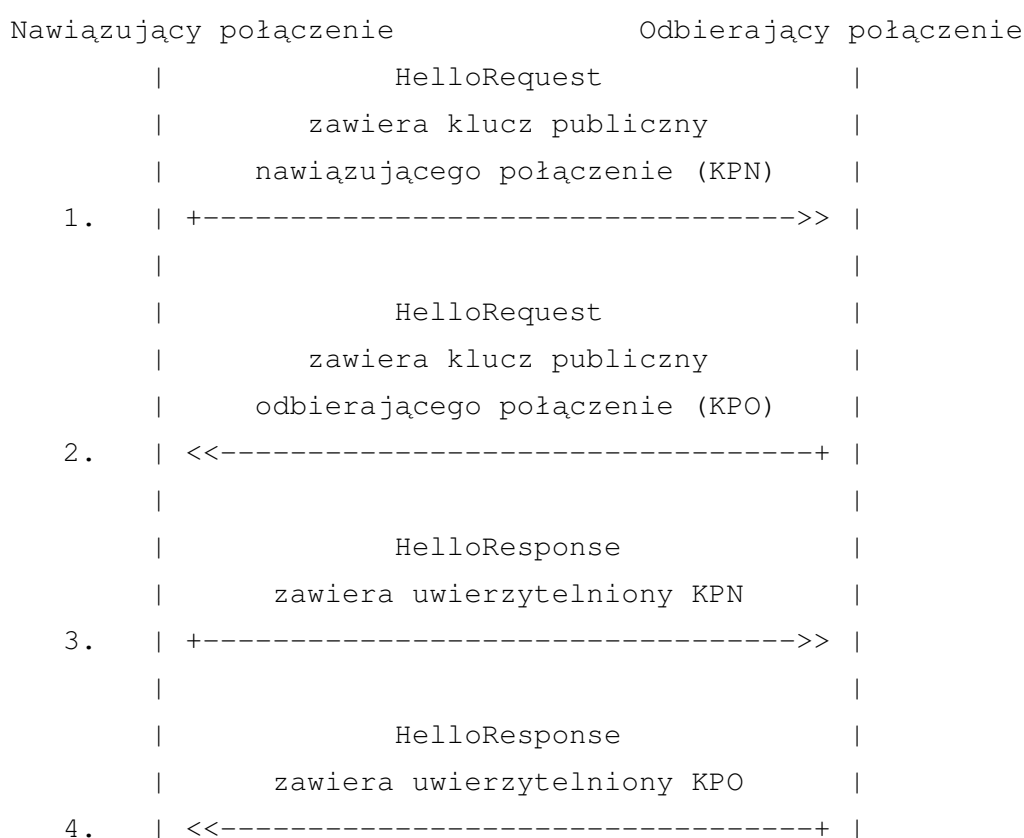 Nawiązujący połączenie Odbierający połączenie
| HelloRequest |
| zawiera klucz publiczny |
| nawiązującego połączenie (KPN) |
1. | +---------------------------------->> |
| |
| HelloRequest |
| zawiera klucz publiczny |
| odbierającego połączenie (KPO) |
2. | <<----------------------------------+ |
| |
| HelloResponse |
| zawiera uwierzytelniony KPN |
3. | +---------------------------------->> |
| |
| HelloResponse |
| zawiera uwierzytelniony KPO |
4. | <<----------------------------------+ |